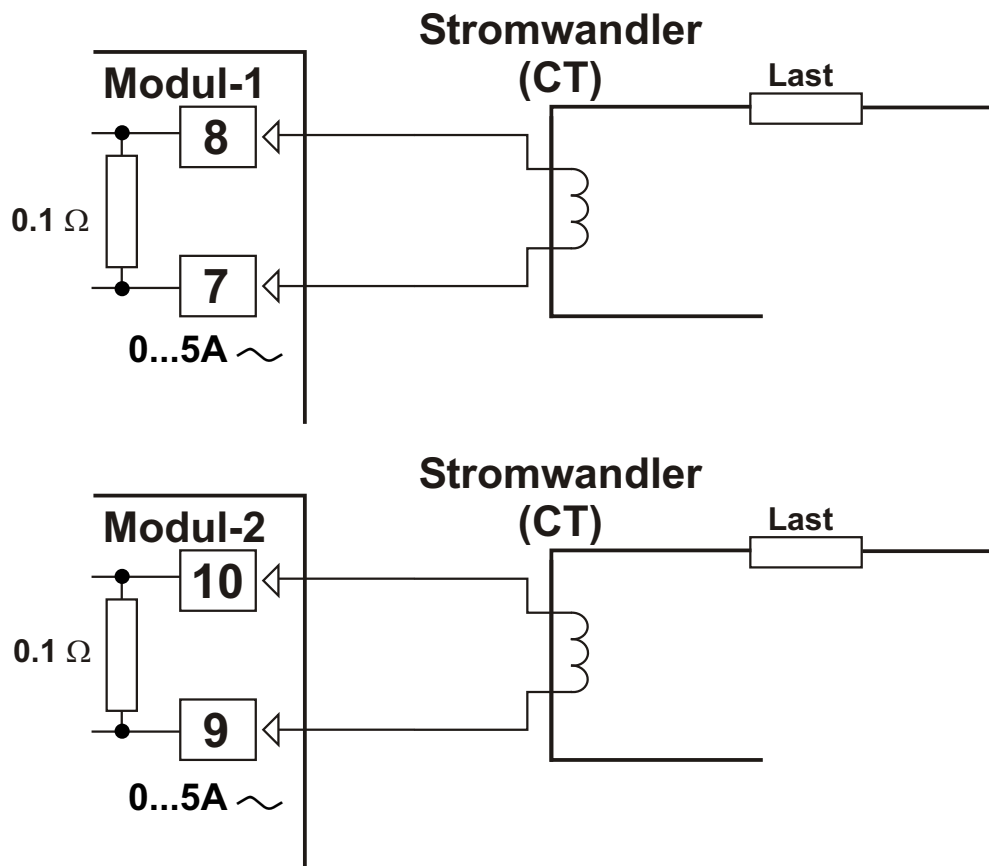 Stromwandler
(CT)
Last
Modul-1
8
0.1 Ω
7
0...5A ~
Stromwandler
(CT)
Last
Modul-2
10
0.1 Ω
9
0...5A ~